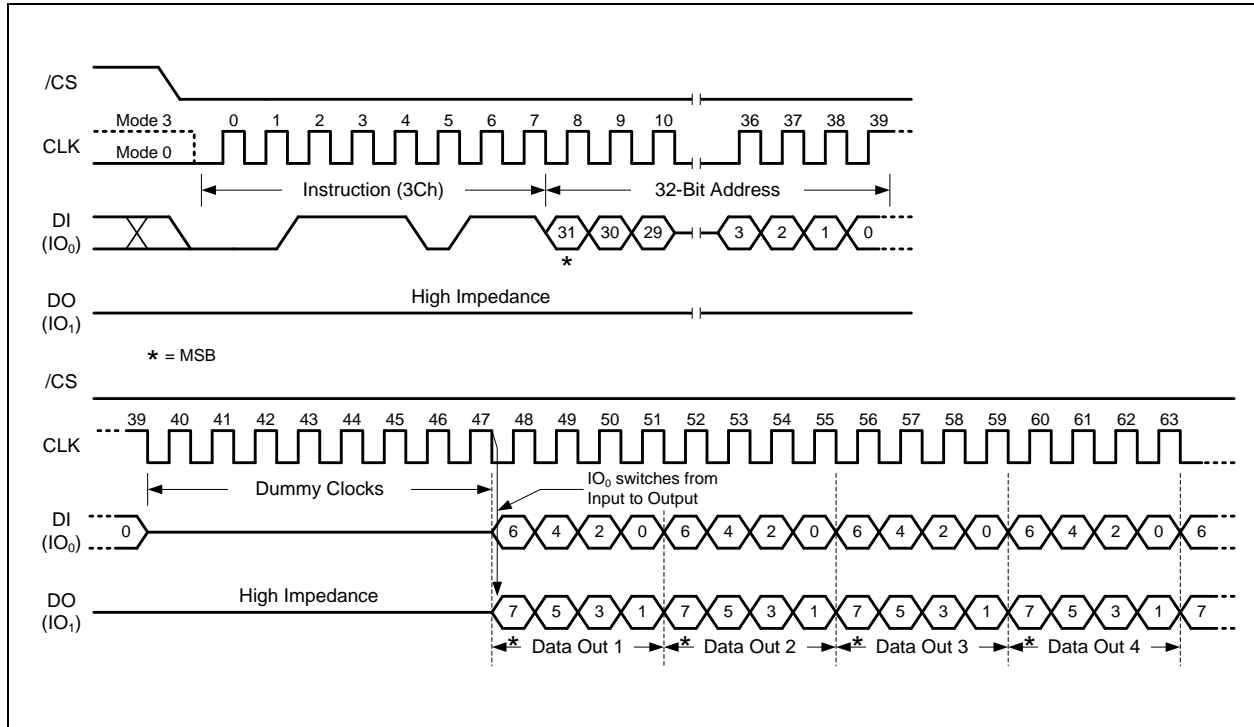 /CS
Mode 3
0 1 2 3 4 5 6 7 8 9 10 36 37 38 39
CLK
Mode 0
Instruction (3Ch) 32-Bit Address
DI
(IO0)
31 30 29 3 2 1 0
*
High Impedance
DO
(IO1)
* = MSB
/CS
39 40 41 42 43 44 45 46 47 48 49 50 51 52 53 54 55 56 57 58 59 60 61 62 63
CLK
Dummy Clocks
IO0 switches from
Input to Output
DI
(IO0)
0 6 4 2 0 6 4 2 0 6 4 2 0 6 4 2 0 6
High Impedance
DO
(IO1)
7 5 3 1 7 5 3 1 7 5 3 1 7 5 3 1 7
* Data Out 1 * Data Out 2 * Data Out 3 * Data Out 4